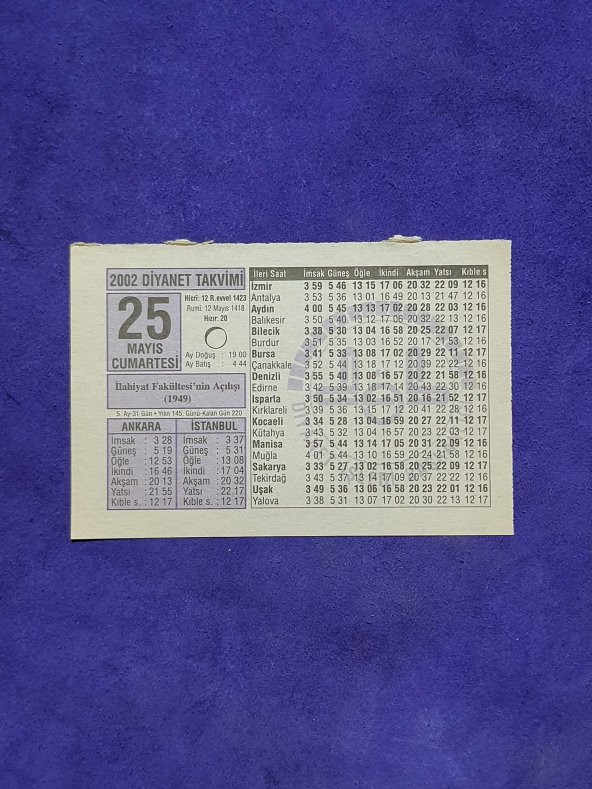 2002 DİYANET TAKVİMİ
25
MAYIS
CUMARTESİ
Hicrî: 12 R.evvel 1423
Rumi: 12 Mayıs 1418
Hızır: 20
Ay Doğuş : 19 00
Ay Batış : 4 44
İlahiyat Fakültesi'nin Açılışı
(1949)
5. Ay-31 Gün • Yılın 145. Günü-Kalan Gün 220
ANKARA
İmsak : 3 28
Güneş : 5 19
Öğle : 12 53
İkindi : 16 46
Akşam : 20 13
Yatsı : 21 55
Kıble s. : 12 17
İSTANBUL
İmsak : 3 37
Güneş : 5 31
Öğle : 13 08
İkindi : 17 04
Akşam : 20 32
Yatsı : 22 17
Kıble s. : 12 17
İleri Saat İmsak Güneş Öğle İkindi Akşam Yatsı Kıble s
İzmir 3 59 5 46 13 15 17 06 20 32 22 09 12 16
Antalya 3 53 5 36 13 01 16 49 20 13 21 47 12 16
Aydın 4 00 5 45 13 13 17 02 20 28 22 03 12 16
Balıkesir 3 50 5 40 13 12 17 06 20 32 22 13 12 16
Bilecik 3 38 5 30 13 04 16 58 20 25 22 07 12 17
Burdur 3 51 5 35 13 03 16 52 20 17 21 53 12 16
Bursa 3 41 5 33 13 08 17 02 20 29 22 11 12 17
Çanakkale 3 52 5 44 13 18 17 12 20 39 22 22 12 16
Denizli 3 55 5 40 13 08 16 57 20 22 21 58 12 16
Edirne 3 42 5 39 13 18 17 14 20 43 22 30 12 16
Isparta 3 50 5 34 13 02 16 51 20 16 21 52 12 16
Kırklareli 3 39 5 36 13 15 17 12 20 41 22 28 12 16
Kocaeli 3 34 5 28 13 04 16 59 20 27 22 11 12 17
Kütahya 3 43 5 32 13 04 16 57 20 23 22 03 12 17
Manisa 3 57 5 44 13 14 17 05 20 31 22 09 12 16
Muğla 4 01 5 44 13 10 16 59 20 23 21 58 12 16
Sakarya 3 33 5 27 13 02 16 58 20 25 22 09 12 17
Tekirdağ 3 43 5 37 13 14 17 09 20 37 22 21 12 16
Uşak 3 49 5 36 13 06 16 58 20 23 22 01 12 16
Yalova 3 38 5 31 13 07 17 02 20 30 22 13 12 17